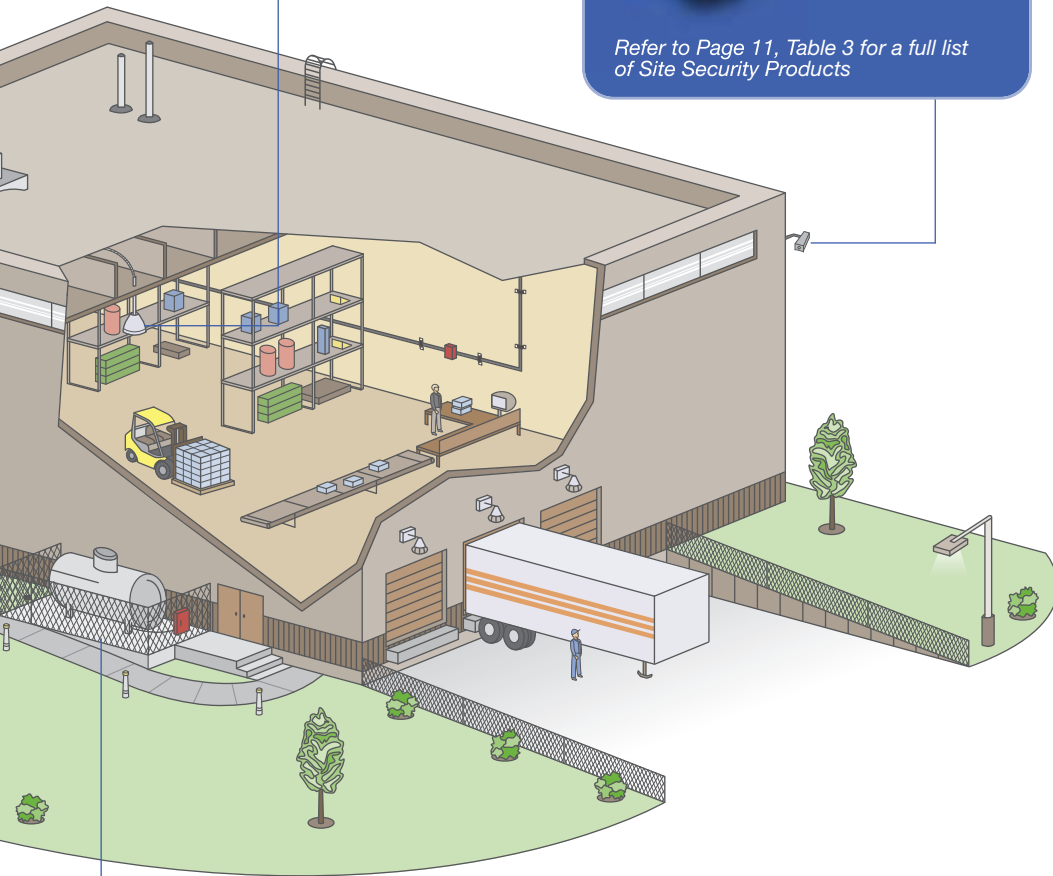 Refer to Page 11, Table 3 for a full list
of Site Security Products